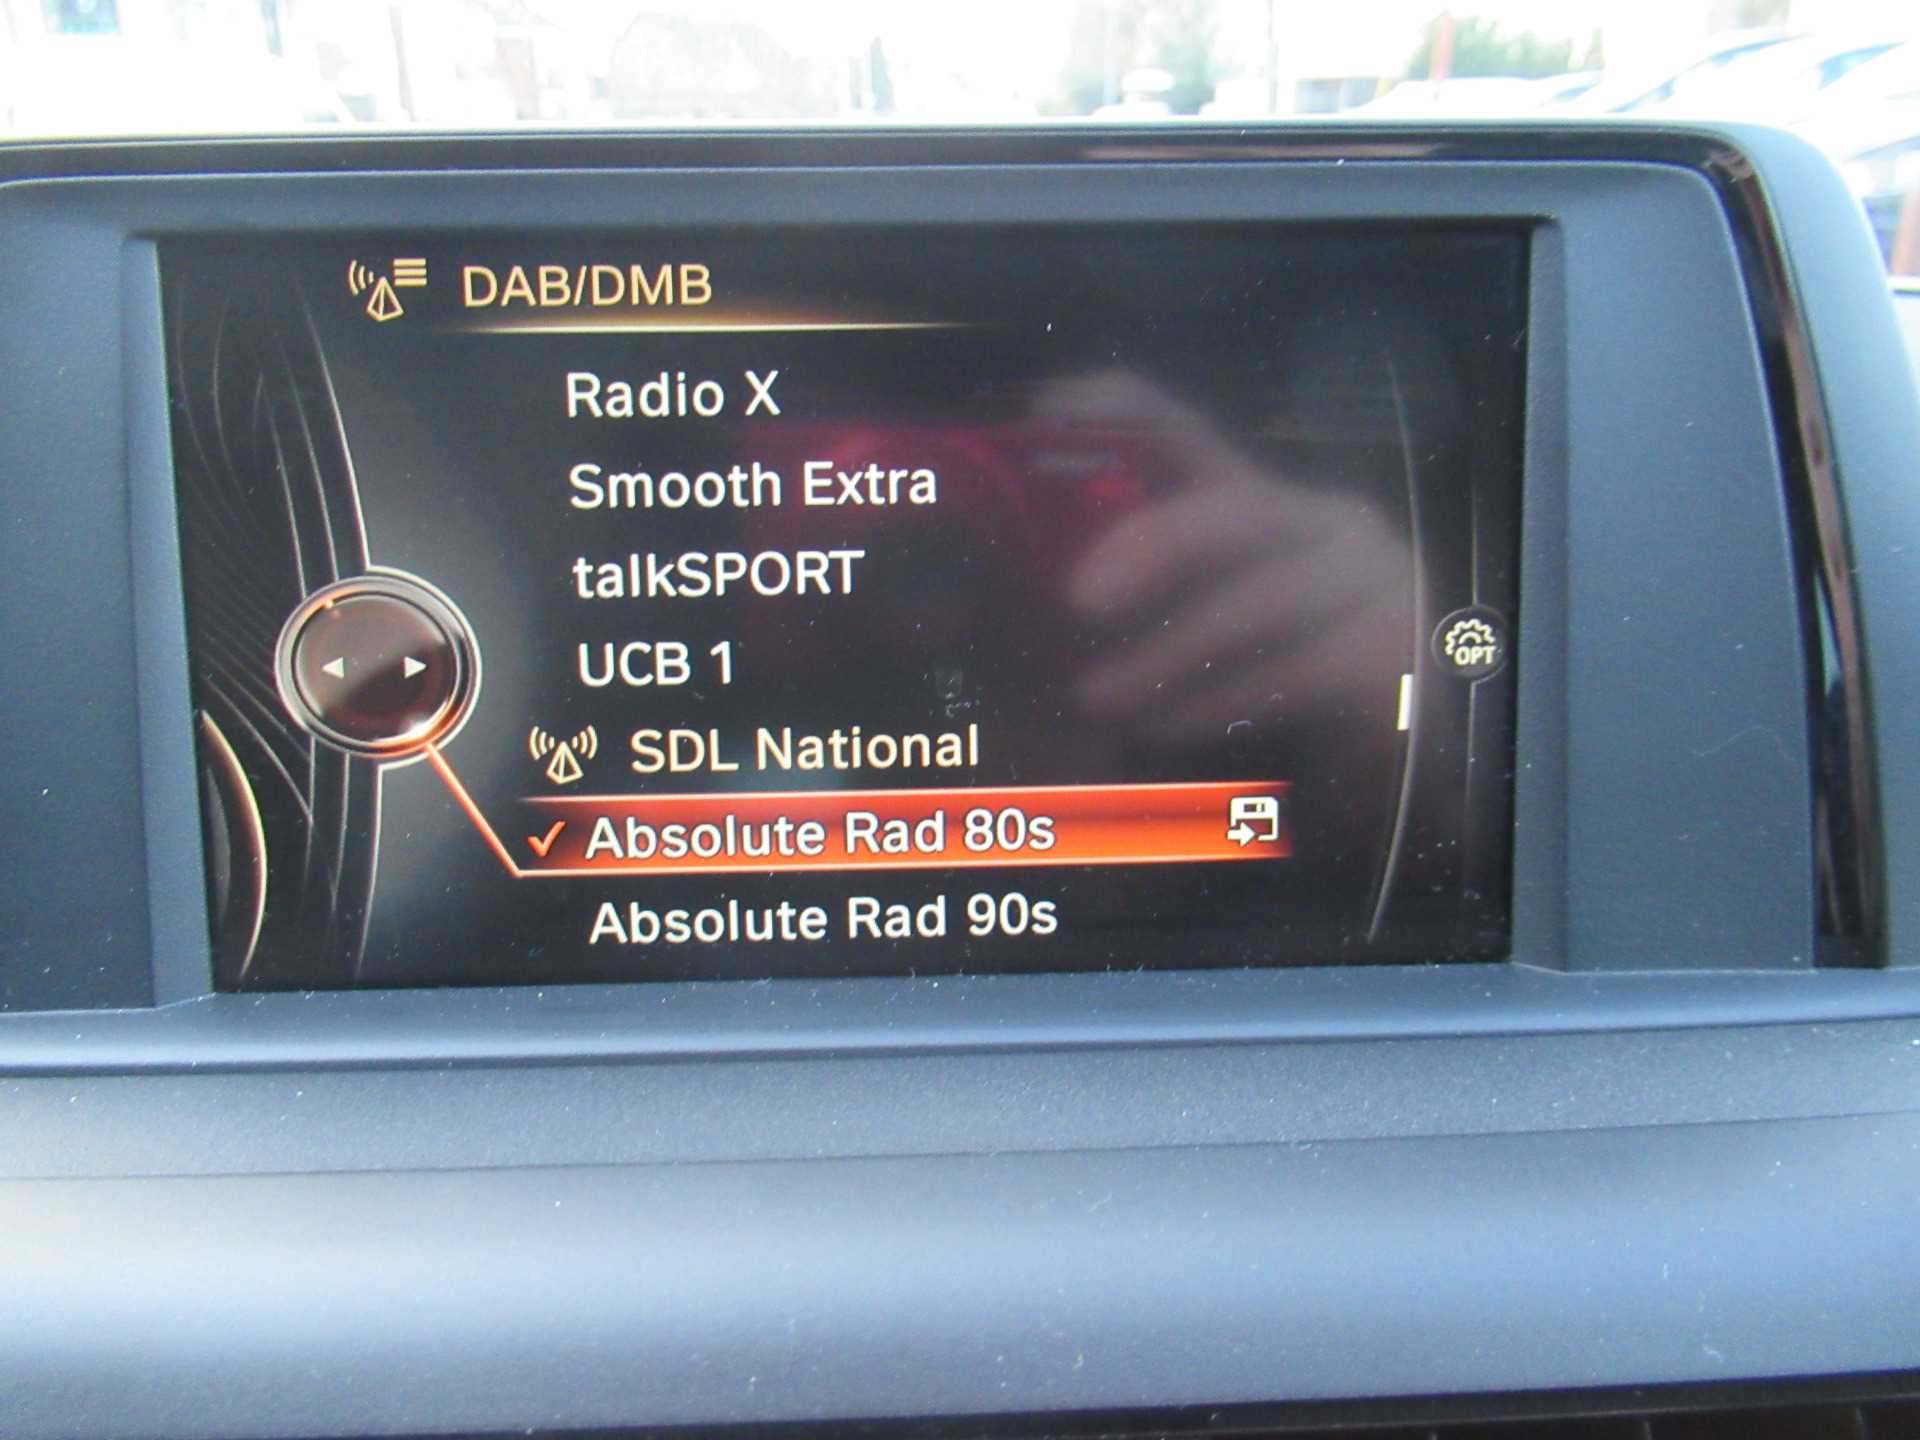 DAB/DMB
Radio X
Smooth Extra
talkSPORT
UCB 1
OPT
SDL National
Absolute Rad 80s
Absolute Rad 90s